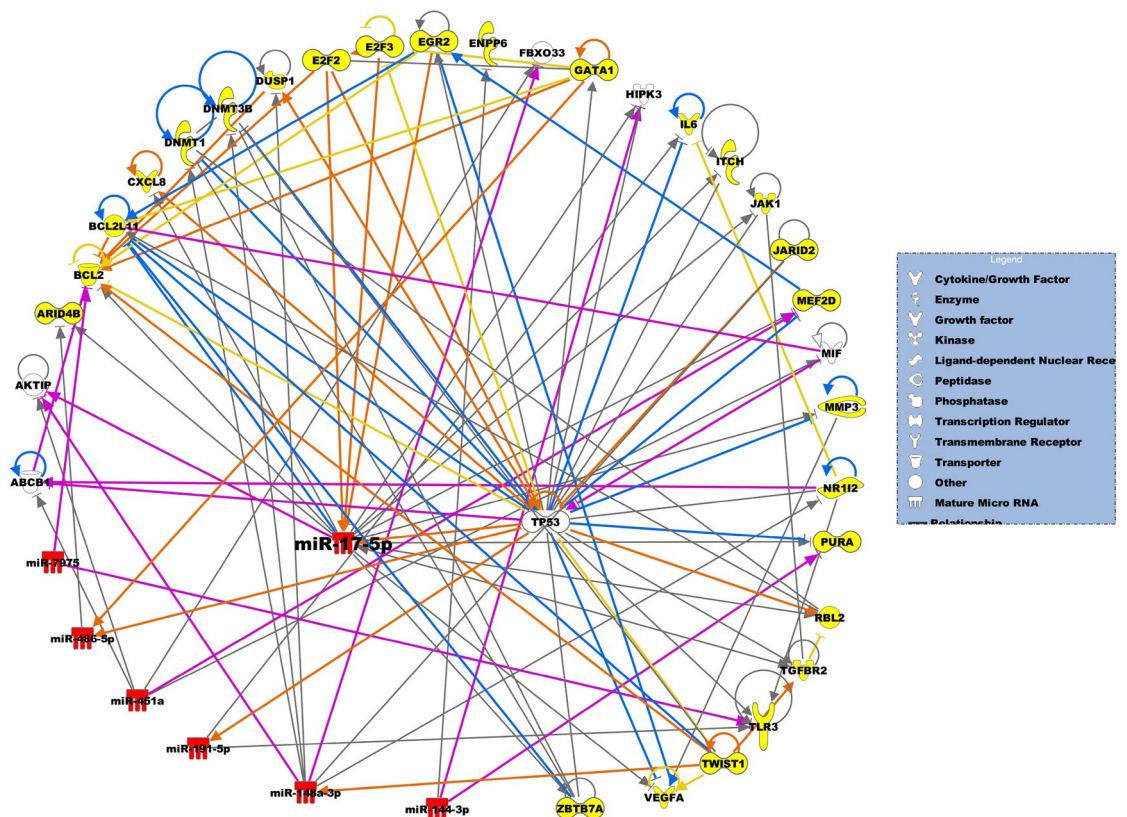 E2F3
EGR2
ENPP6
FBXO33
E2F2
GATA1
DUSP1
HIPK3
DNMT3B
IL6
DNMT1
ITCH
CXCL8
JAK1
BCL2L11
JARID2
BCL2
MEF2D
ARID4B
MIF
AKTIP
MMP3
ABCB1
NR1I2
TP53
miR-17-5p
PURA
miR-7975
RBL2
miR-486-5p
TGFBR2
miR-451a
TLR3
miR-191-5p
TWIST1
miR-148a-3p
VEGFA
miR-144-3p
ZBTB7A
Legend
Cytokine/Growth Factor
Enzyme
Growth factor
Kinase
Ligand-dependent Nuclear Rece
Peptidase
Phosphatase
Transcription Regulator
Transmembrane Receptor
Transporter
Other
Mature Micro RNA
Relationship